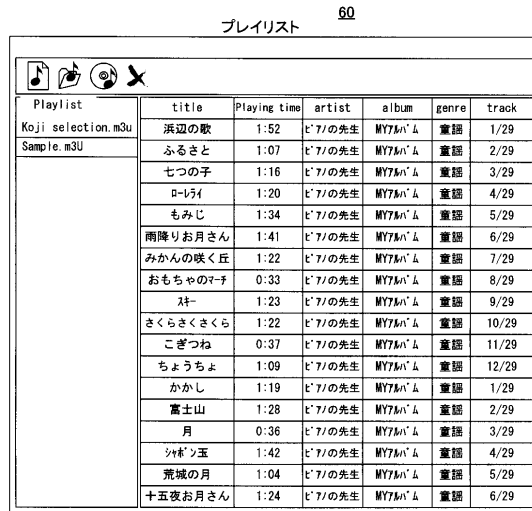 60
プレイリスト
Playlist
Koji selection.m3u
Sample.m3U
title Playing time artist album genre track
浜辺の歌 1:52 ﾋﾟｱﾉの先生 MYｱﾙﾊﾞﾑ 童謡 1/29
ふるさと 1:07 ﾋﾟｱﾉの先生 MYｱﾙﾊﾞﾑ 童謡 2/29
七つの子 1:16 ﾋﾟｱﾉの先生 MYｱﾙﾊﾞﾑ 童謡 3/29
ﾛｰﾚﾗｲ 1:20 ﾋﾟｱﾉの先生 MYｱﾙﾊﾞﾑ 童謡 4/29
もみじ 1:34 ﾋﾟｱﾉの先生 MYｱﾙﾊﾞﾑ 童謡 5/29
雨降りお月さん 1:41 ﾋﾟｱﾉの先生 MYｱﾙﾊﾞﾑ 童謡 6/29
みかんの咲く丘 1:22 ﾋﾟｱﾉの先生 MYｱﾙﾊﾞﾑ 童謡 7/29
おもちゃのﾏｰﾁ 0:33 ﾋﾟｱﾉの先生 MYｱﾙﾊﾞﾑ 童謡 8/29
ｽｷｰ 1:23 ﾋﾟｱﾉの先生 MYｱﾙﾊﾞﾑ 童謡 9/29
さくらさくさくら 1:22 ﾋﾟｱﾉの先生 MYｱﾙﾊﾞﾑ 童謡 10/29
こぎつね 0:37 ﾋﾟｱﾉの先生 MYｱﾙﾊﾞﾑ 童謡 11/29
ちょうちょ 1:09 ﾋﾟｱﾉの先生 MYｱﾙﾊﾞﾑ 童謡 12/29
かかし 1:19 ﾋﾟｱﾉの先生 MYｱﾙﾊﾞﾑ 童謡 1/29
富士山 1:28 ﾋﾟｱﾉの先生 MYｱﾙﾊﾞﾑ 童謡 2/29
月 0:36 ﾋﾟｱﾉの先生 MYｱﾙﾊﾞﾑ 童謡 3/29
ｼｬﾎﾞﾝ玉 1:42 ﾋﾟｱﾉの先生 MYｱﾙﾊﾞﾑ 童謡 4/29
荒城の月 1:04 ﾋﾟｱﾉの先生 MYｱﾙﾊﾞﾑ 童謡 5/29
十五夜お月さん 1:24 ﾋﾟｱﾉの先生 MYｱﾙﾊﾞﾑ 童謡 6/29